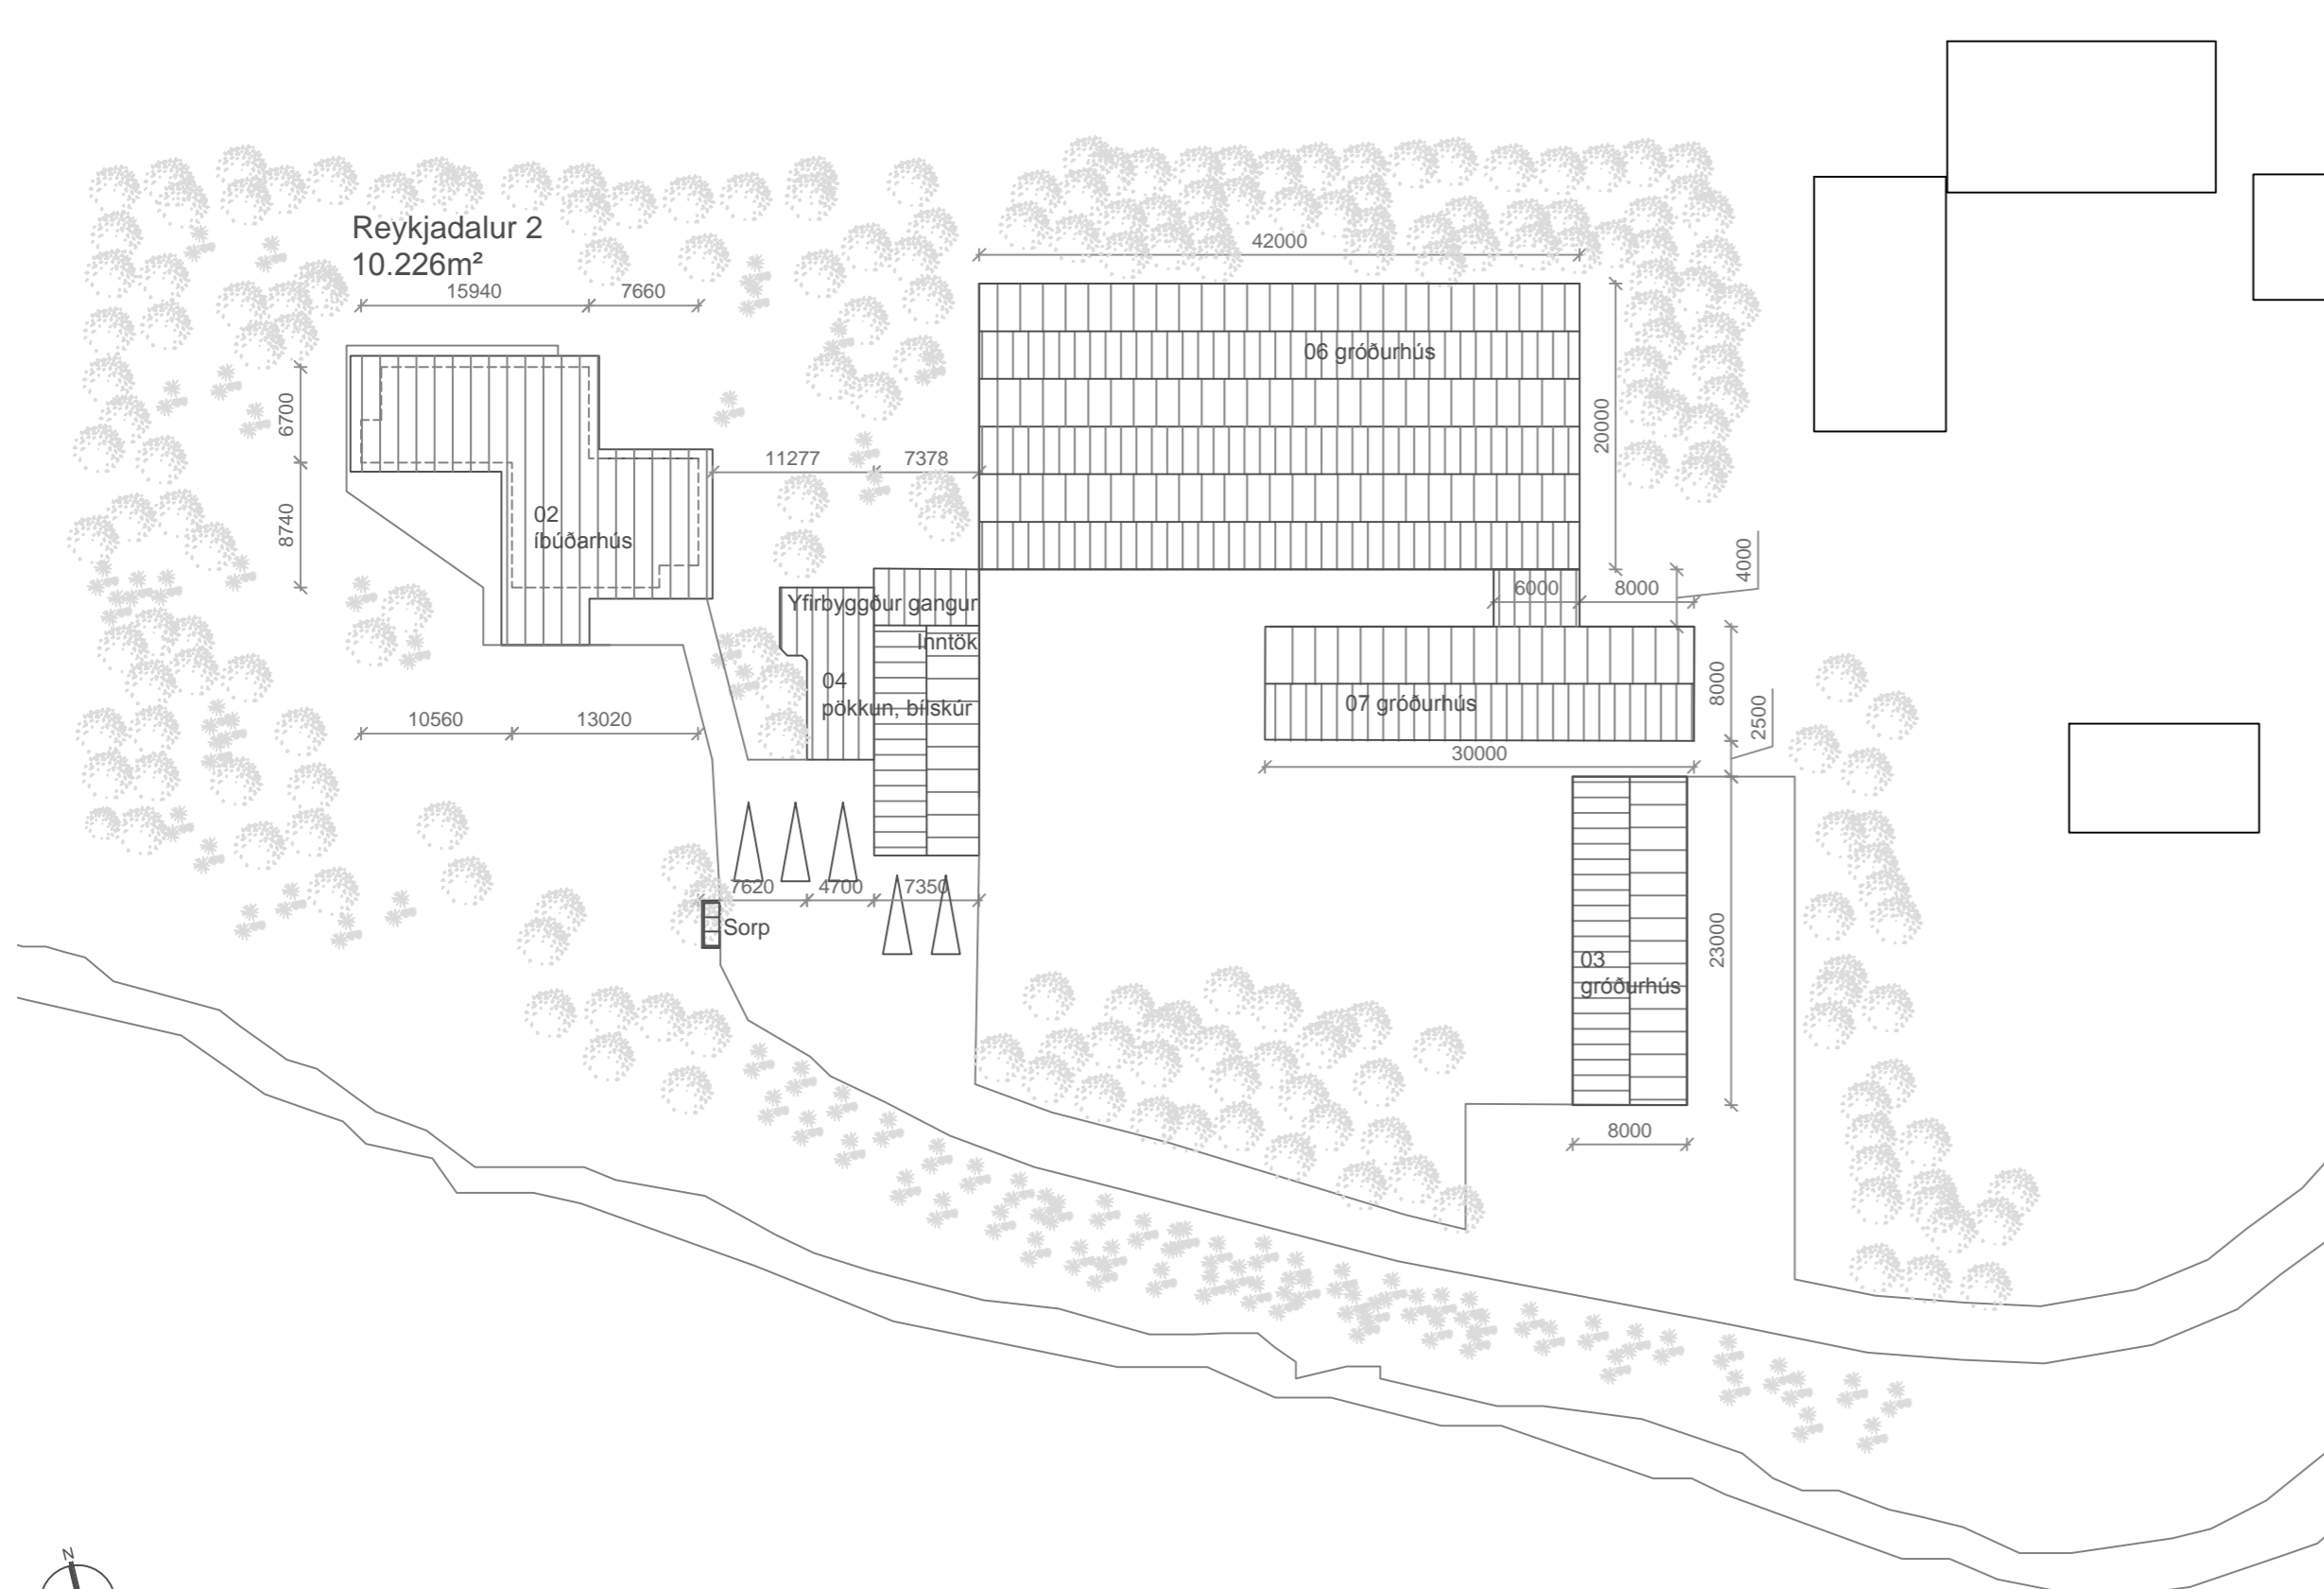 Reykjadalur 2
10.226m²
15940
7660
42000
06 gróðurhús
6700
8740
20000
11277
7378
02
íbúðarhús
4000
6000
8000
Yfirbyggður gangur
Inntök
04
pökkun, bílskúr
07 gróðurhús
8000
2500
10560
13020
30000
7620
4700
7350
Sorp
23000
03
gróðurhús
8000
N